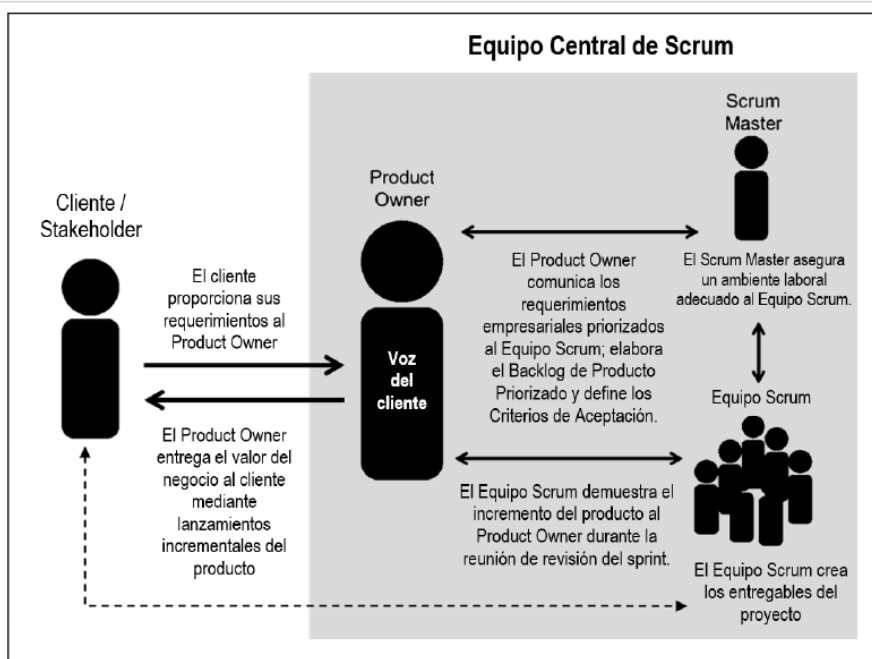 Equipo Central de Scrum
Cliente /
Stakeholder
El cliente
proporciona sus
requerimientos al
Product Owner
El Product Owner
entrega el valor del
negocio al cliente
mediante
lanzamientos
incrementales del
producto
Product
Owner
Voz
del
cliente
El Product Owner
comunica los
requerimientos
empresariales priorizados
al Equipo Scrum; elabora
el Backlog de Producto
Priorizado y define los
Criterios de Aceptación.
El Equipo Scrum demuestra el
incremento del producto al
Product Owner durante la
reunión de revisión del sprint.
Scrum
Master
El Scrum Master asegura
un ambiente laboral
adecuado al Equipo Scrum.
Equipo Scrum
El Equipo Scrum crea
los entregables del
proyecto